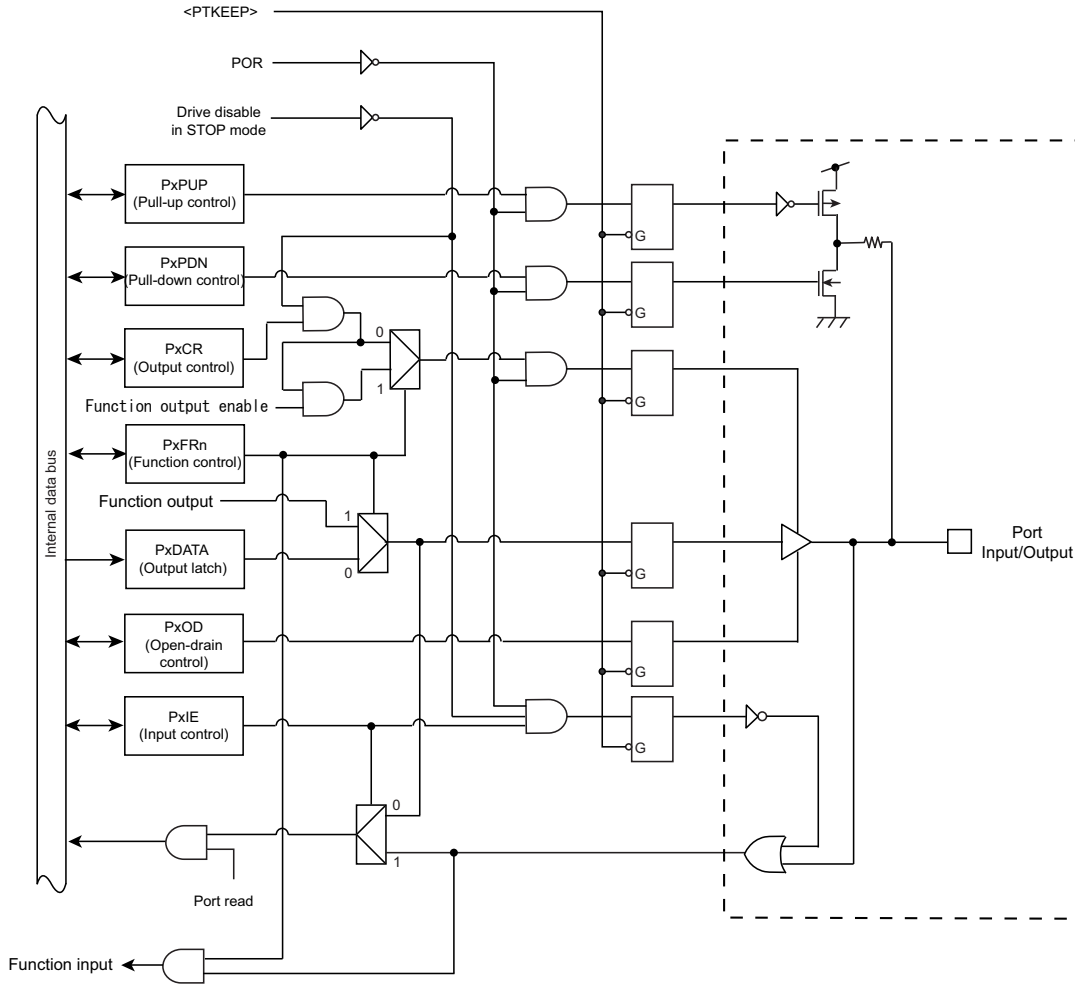 <PTKEEP>
POR
Drive disable
in STOP mode
PxPUP
(Pull-up control)
G
PxPDN
(Pull-down control)
G
PxCR
(Output control)
0
1
G
Function output enable
PxFRn
(Function control)
Internal data bus
Function output
1
0
PxDATA
(Output latch)
G
Port
Input/Output
PxOD
(Open-drain
control)
G
PxIE
(Input control)
G
0
1
Port read
Function input